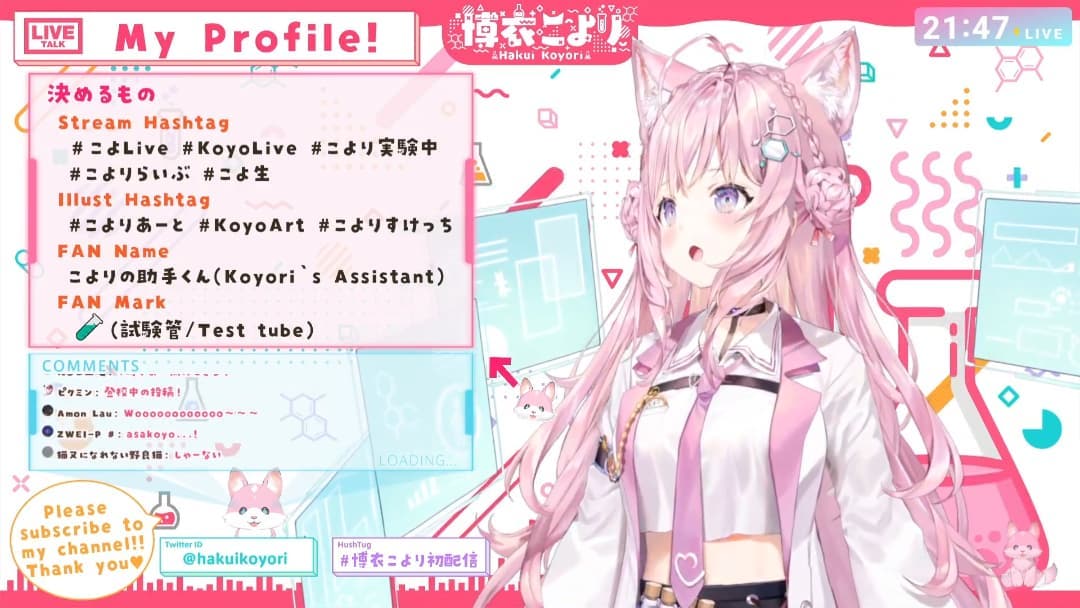 LIVE
TALK
My Profile!
博衣こより
Hakui Koyori
21:47
LIVE
決めるもの
Stream Hashtag
#こよLive #KoyoLive #こより実験中
#こよりらいぶ #こよ生
Illust Hashtag
#こよりあーと #KoyoArt #こよりすけっち
FAN Name
こよりの助手くん(Koyori`s Assistant)
FAN Mark
(試験管/Test tube)
COMMENTS
ピクミン: 登校中の投稿!
Amon Lau: Woooooooooooo~~~
ZWEI-P #: asakoyo...!
猫又になれない野良猫: しゃーない
LOADING...
Please
subscribe to
my channel!!
Thank you♥
Twitter ID
@hakuikoyori
HushTug
#博衣こより初配信